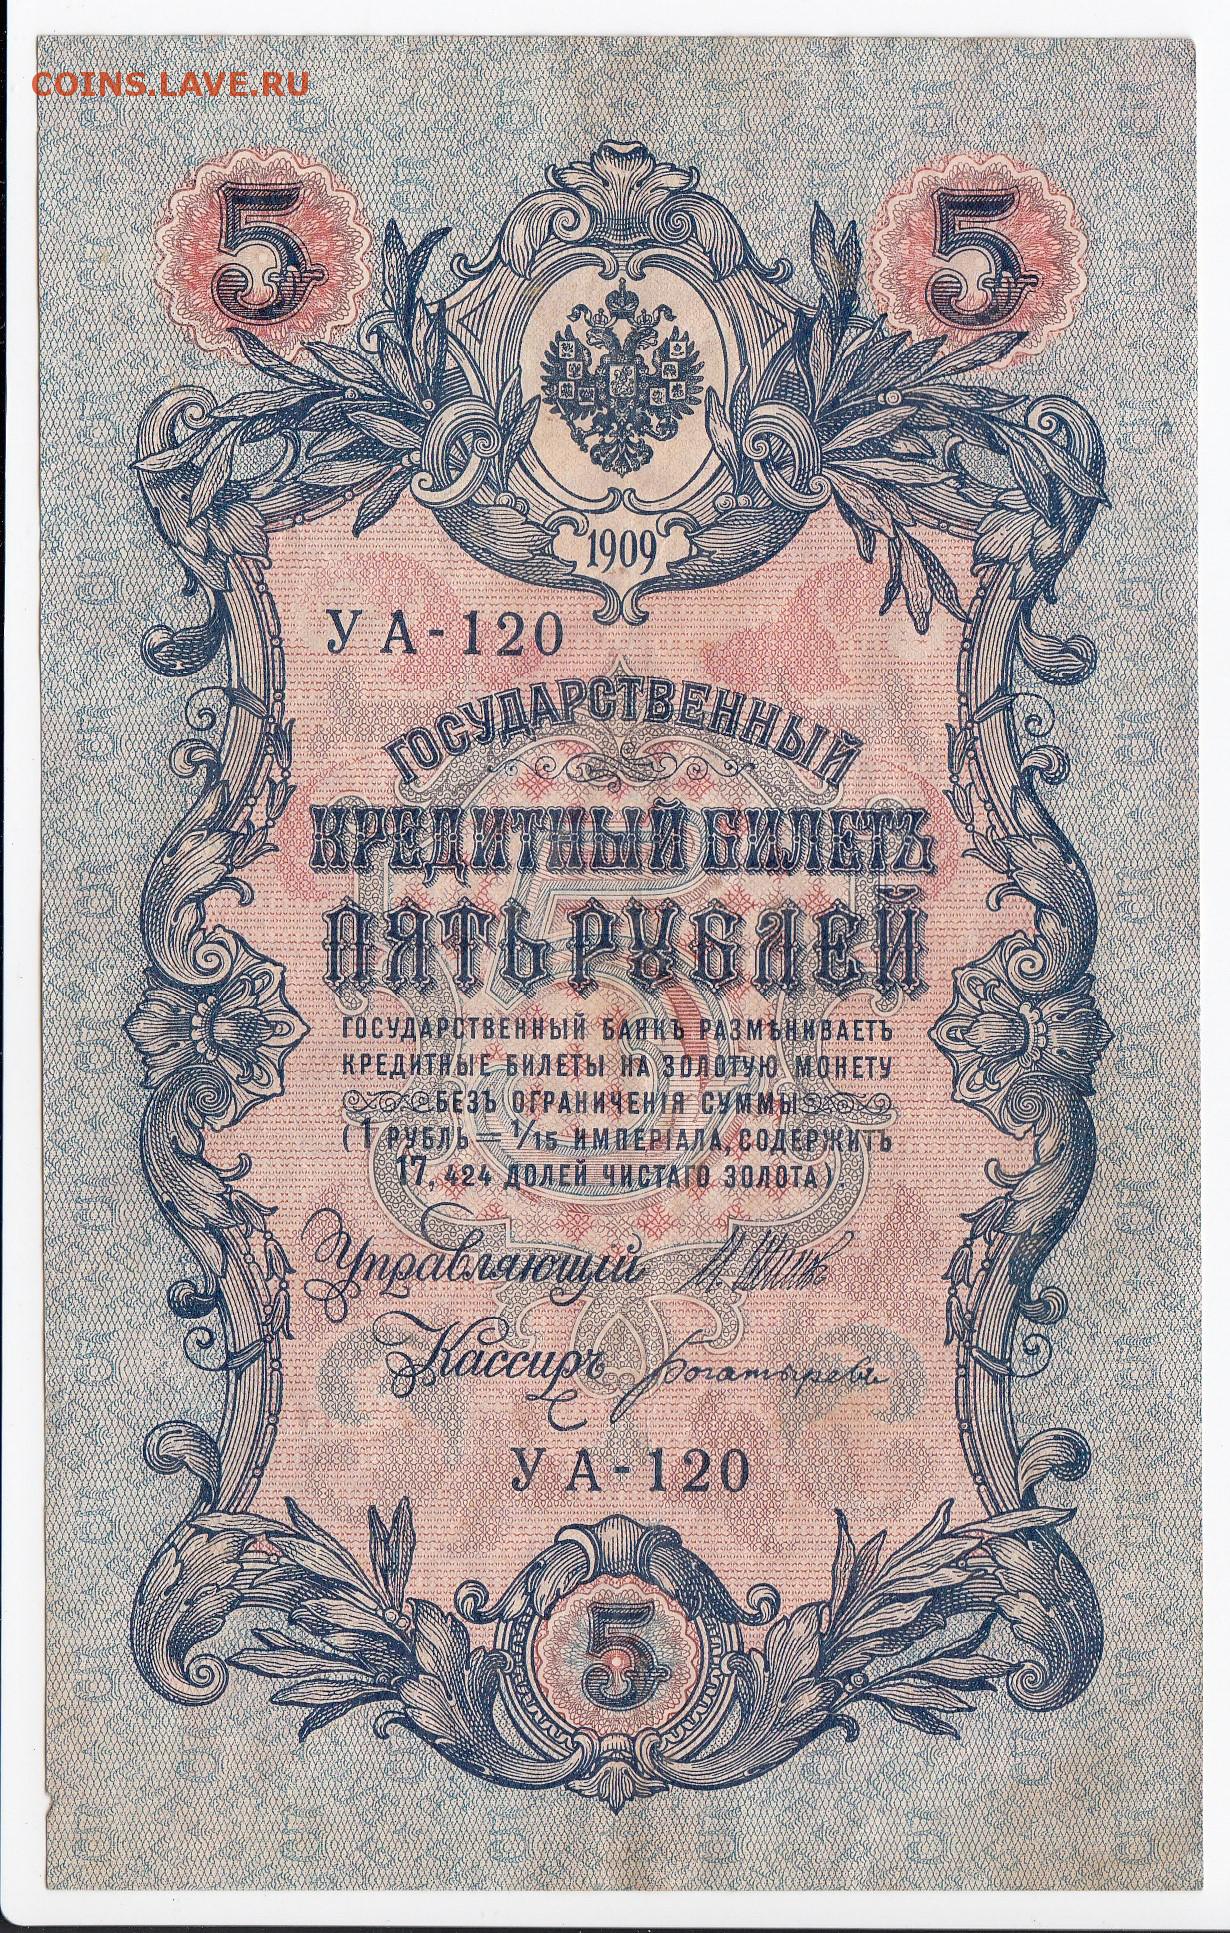 COINS.LAVE.RU
5 5
1909
УА-120
ГОСУДАРСТВЕННЫЙ
КРЕДИТНЫЙ БИЛЕТЪ
ПЯТЬ РУБЛЕЙ
ГОСУДАРСТВЕННЫЙ БАНКЪ РАЗМѢНИВАЕТЪ
КРЕДИТНЫЕ БИЛЕТЫ НА ЗОЛОТУЮ МОНЕТУ
БЕЗЪ ОГРАНИЧЕНІЯ СУММЫ
(1 РУБЛЬ = 1/15 ИМПЕРІАЛА, СОДЕРЖИТЪ
17, 424 ДОЛЕЙ ЧИСТАГО ЗОЛОТА).
Управляющій
Кассиръ
УА-120
5